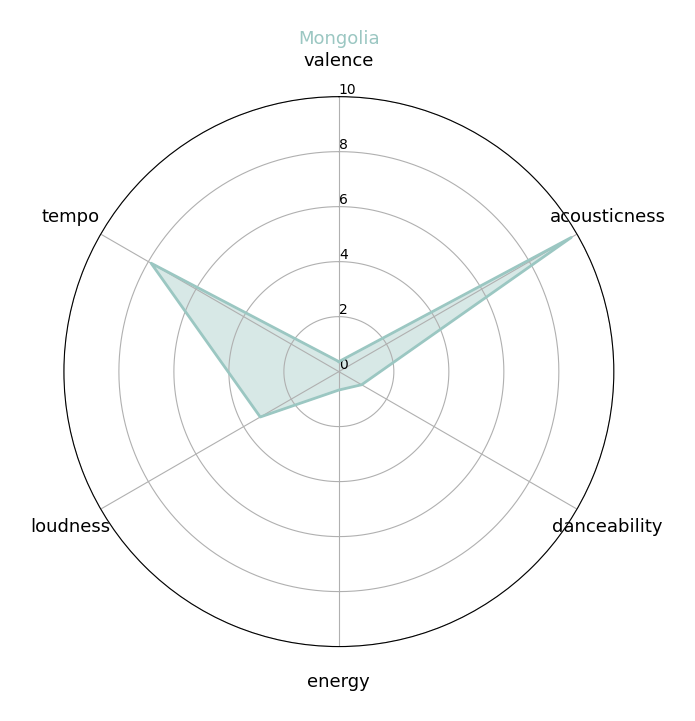 Mongolia
valence
10
8
tempo
acousticness
6
4
2
0
loudness
danceability
energy